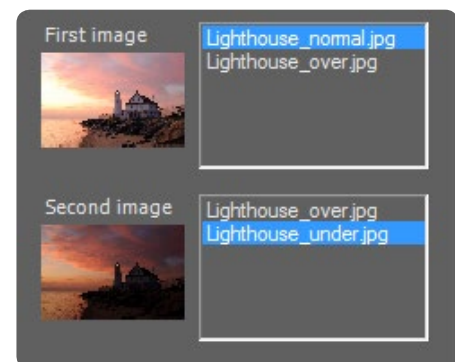 First image
Lighthouse_normal.jpg
Lighthouse_over.jpg
Second image
Lighthouse_over.jpg
Lighthouse_under.jpg